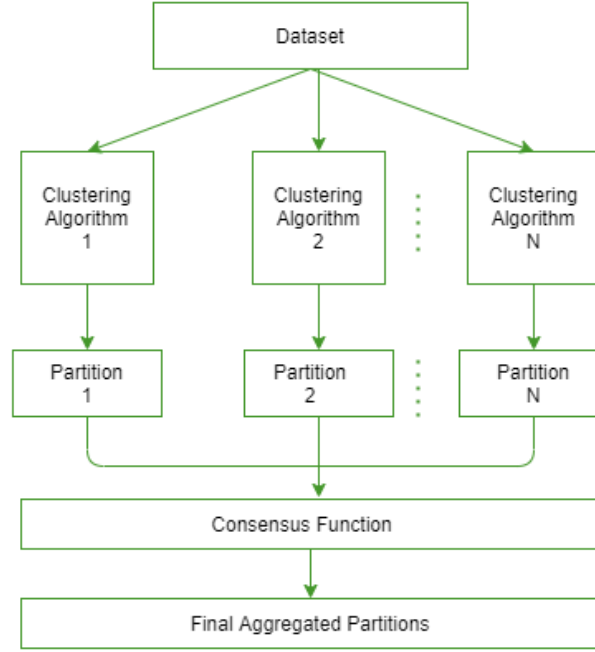 Dataset
Clustering
Algorithm
1
Clustering
Algorithm
2
Clustering
Algorithm
N
Partition
1
Partition
2
Partition
N
Consensus Function
Final Aggregated Partitions